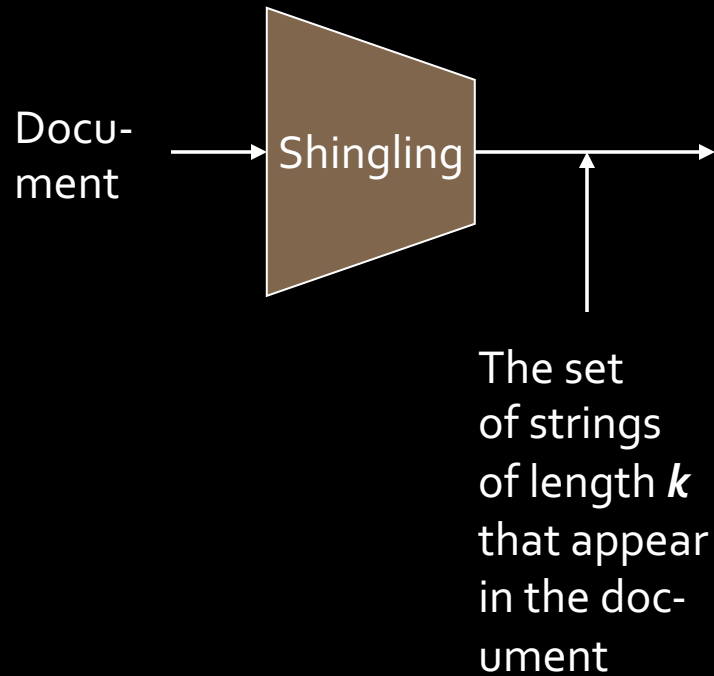 Docu-
ment
Shingling
The set
of strings
of length k
that appear
in the doc-
ument